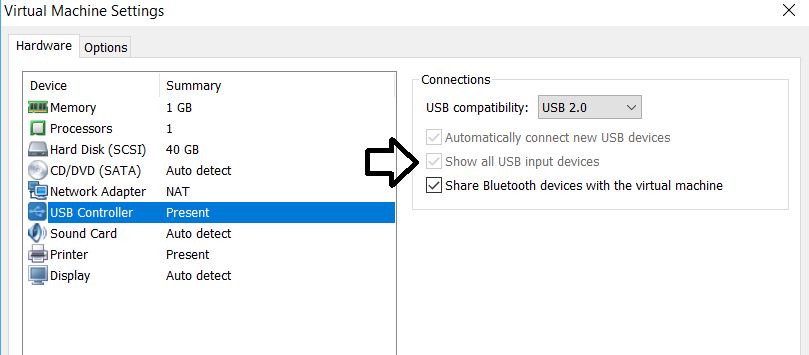 Virtual Machine Settings
Hardware Options
Device Summary
Memory 1 GB
Processors 1
Hard Disk (SCSI) 40 GB
CD/DVD (SATA) Auto detect
Network Adapter NAT
USB Controller Present
Sound Card Auto detect
Printer Present
Display Auto detect
Connections
USB compatibility: USB 2.0
Automatically connect new USB devices
Show all USB input devices
Share Bluetooth devices with the virtual machine